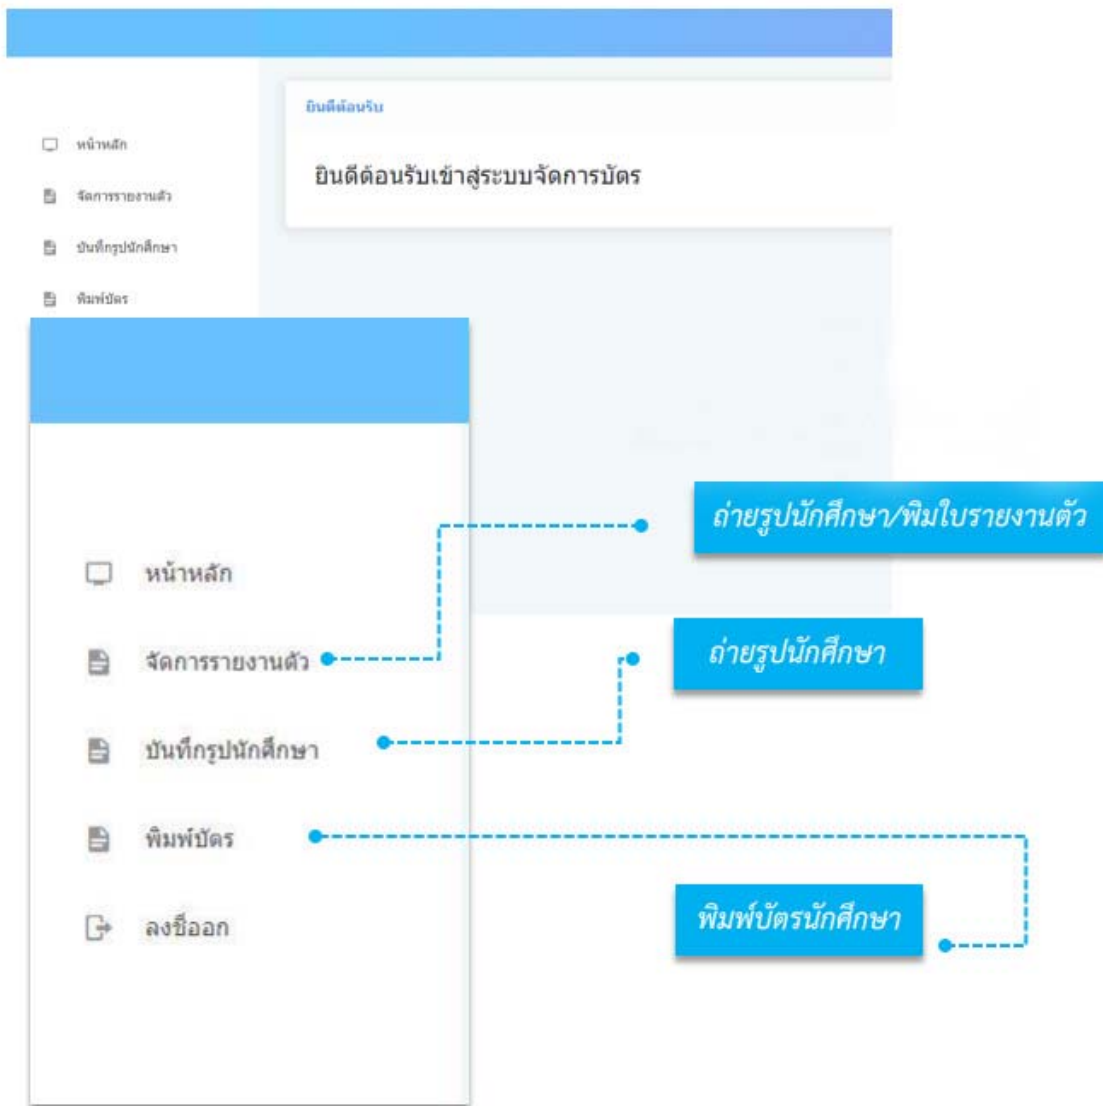 ยินดีต้อนรับ
ยินดีต้อนรับเข้าสู่ระบบจัดการบัตร
หน้าหลัก
จัดการรายงานตัว
บันทึกรูปนักศึกษา
พิมพ์บัตร
หน้าหลัก
จัดการรายงานตัว
บันทึกรูปนักศึกษา
พิมพ์บัตร
ลงชื่ออก
ถ่ายรูปนักศึกษา/พิมใบรายงานตัว
ถ่ายรูปนักศึกษา
พิมพ์บัตรนักศึกษา